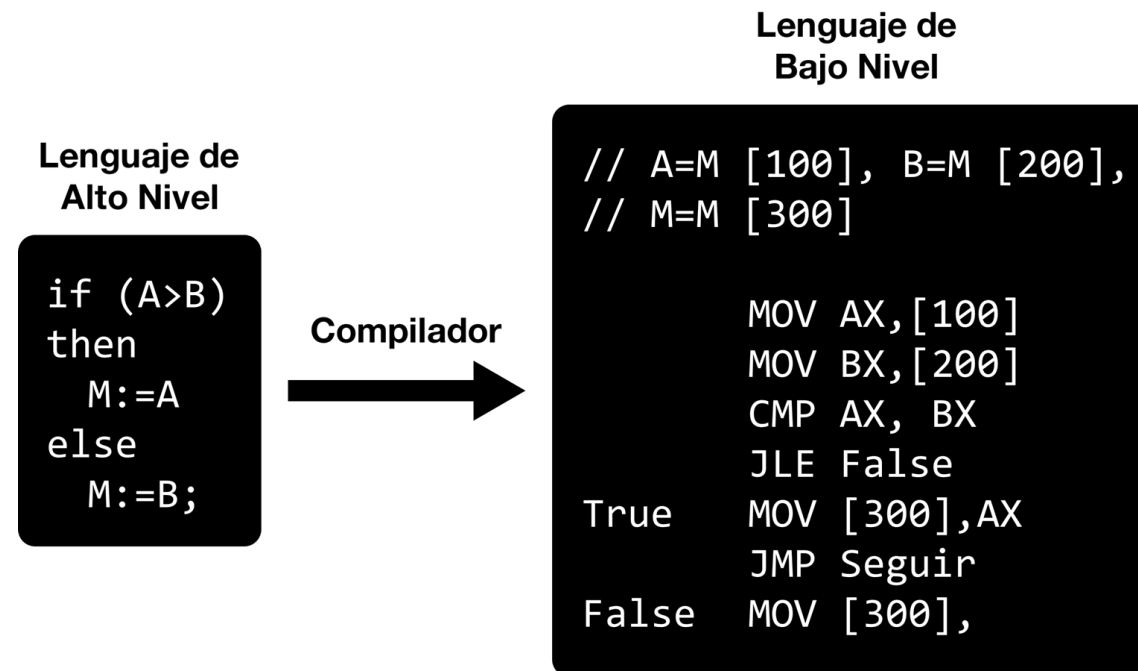 Lenguaje de
Alto Nivel
if (A>B)
then
M:=A
else
M:=B;
Compilador
Lenguaje de
Bajo Nivel
// A=M [100], B=M [200],
// M=M [300]
MOV AX,[100]
MOV BX,[200]
CMP AX, BX
JLE False
True MOV [300],AX
JMP Seguir
False MOV [300],